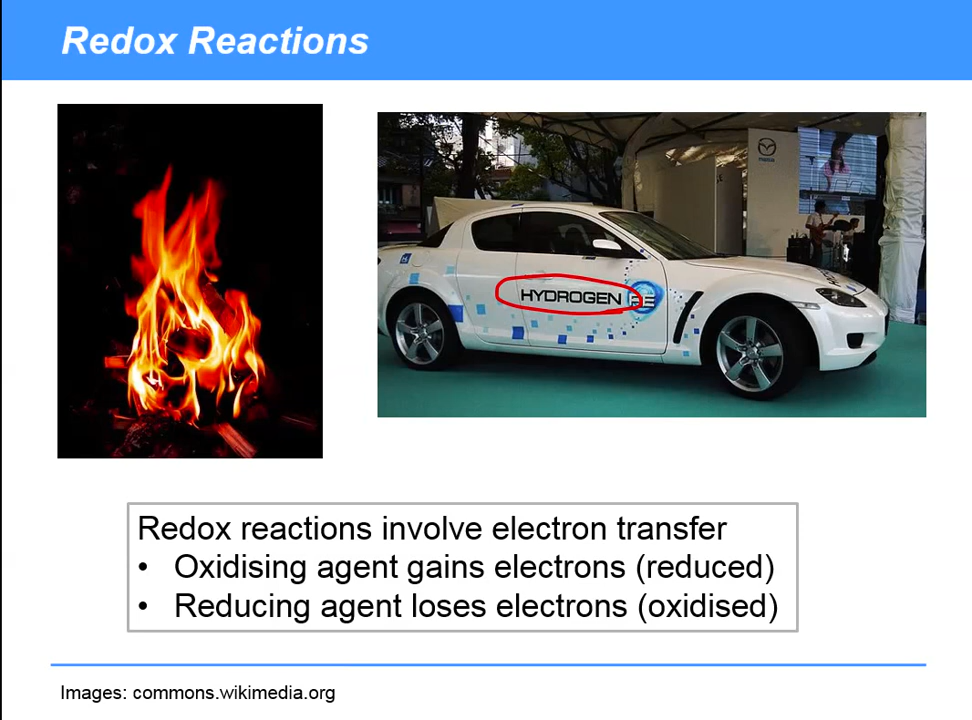 Redox Reactions
mazda
HYDROGEN RE
Redox reactions involve electron transfer
• Oxidising agent gains electrons (reduced)
• Reducing agent loses electrons (oxidised)
Images: commons.wikimedia.org